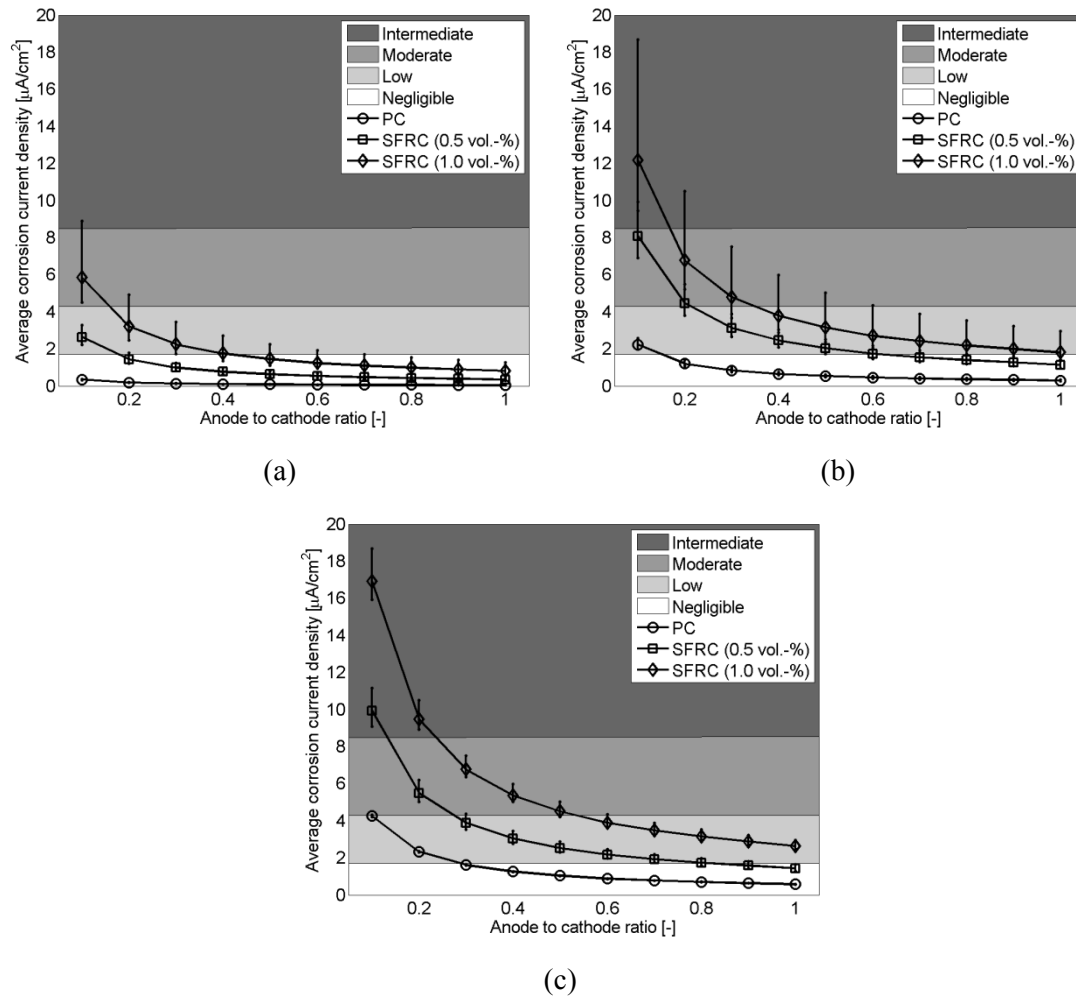 Average corrosion current density [μA/cm²]
20
18
16
14
12
10
8
6
4
2
0
Intermediate
Moderate
Low
Negligible
PC
SFRC (0.5 vol.-%)
SFRC (1.0 vol.-%)
0.2 0.4 0.6 0.8 1
Anode to cathode ratio [-]
(a)
Average corrosion current density [μA/cm²]
20
18
16
14
12
10
8
6
4
2
0
Intermediate
Moderate
Low
Negligible
PC
SFRC (0.5 vol.-%)
SFRC (1.0 vol.-%)
0.2 0.4 0.6 0.8 1
Anode to cathode ratio [-]
(b)
Average corrosion current density [μA/cm²]
20
18
16
14
12
10
8
6
4
2
0
Intermediate
Moderate
Low
Negligible
PC
SFRC (0.5 vol.-%)
SFRC (1.0 vol.-%)
0.2 0.4 0.6 0.8 1
Anode to cathode ratio [-]
(c)